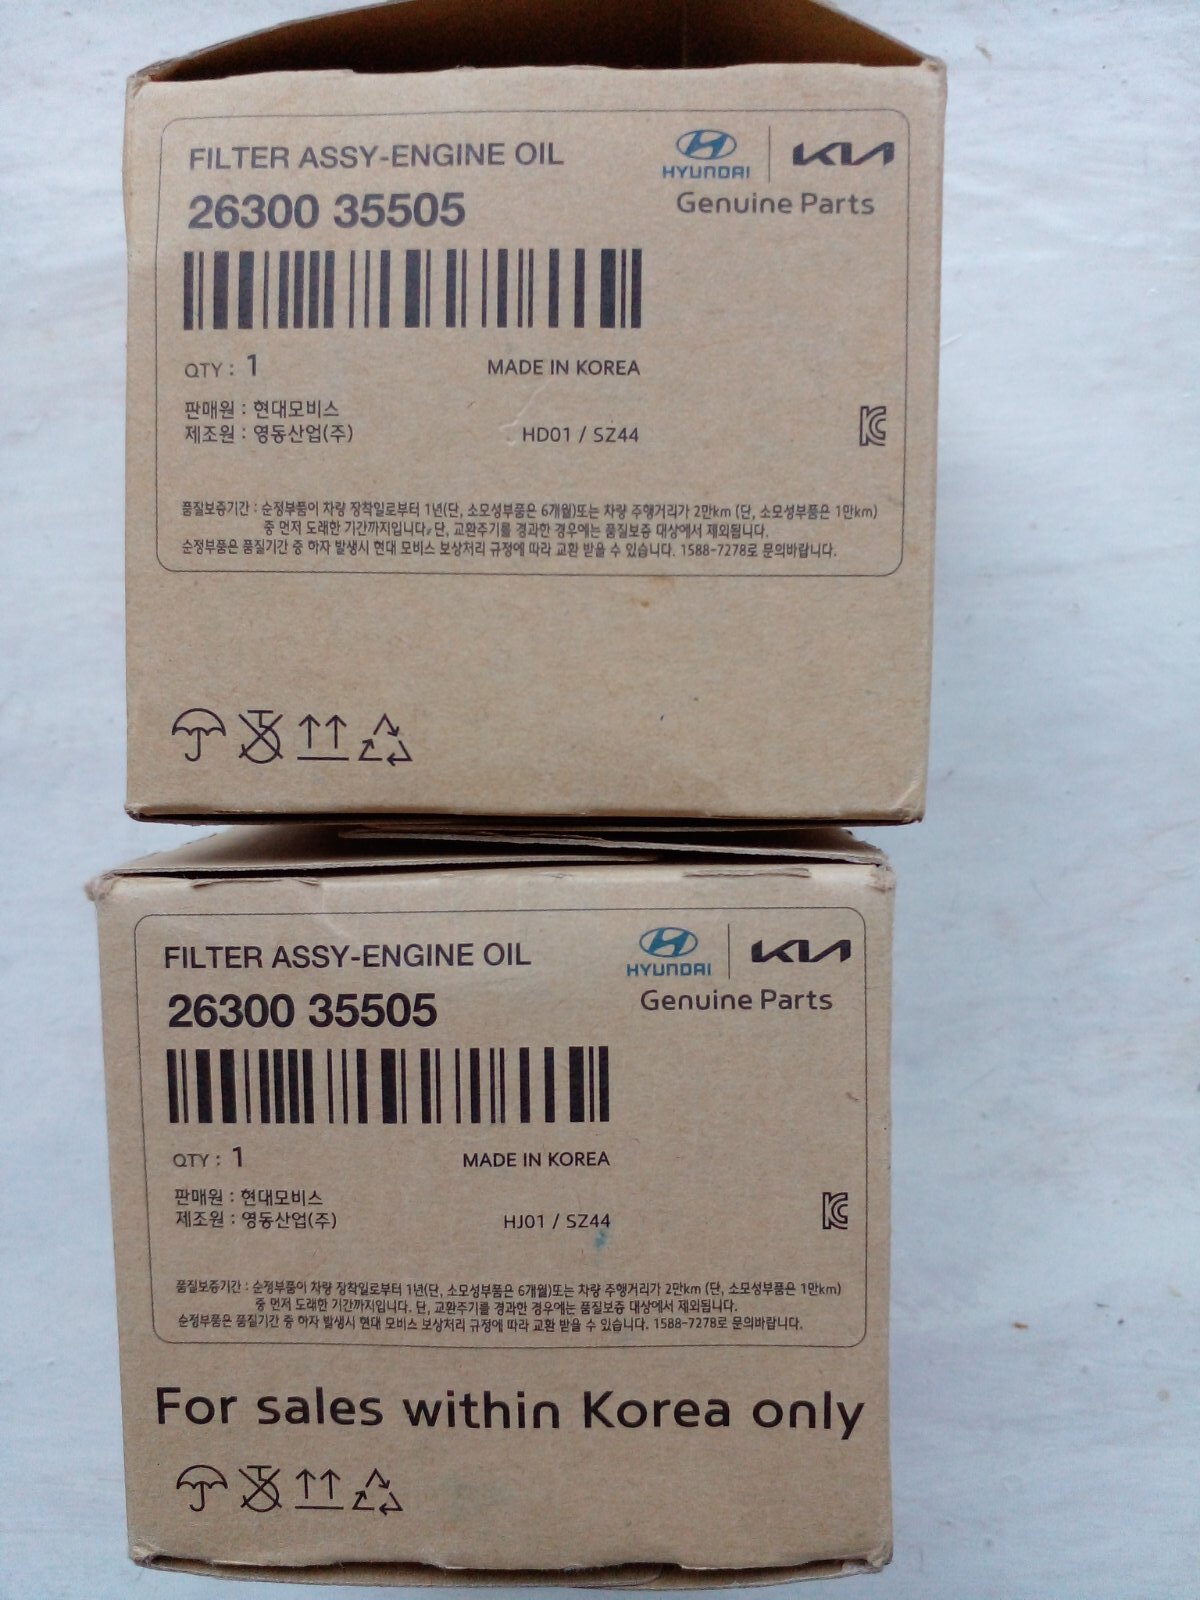 FILTER ASSY-ENGINE OIL
HYUNDAI KIA
26300 35505
Genuine Parts
QTY : 1
MADE IN KOREA
판매원 : 현대모비스
제조원 : 영동산업(주)
HD01 / SZ44
품질보증기간 : 순정부품이 차량 장착일로부터 1년(단, 소모성부품은 6개월)또는 차량 주행거리가 2만km (단, 소모성부품은 1만km)
중 먼저 도래한 기간까지입니다. 단, 교환주기를 경과한 경우에는 품질보증 대상에서 제외됩니다.
순정부품은 품질기간 중 하자 발생시 현대 모비스 보상처리 규정에 따라 교환 받을 수 있습니다. 1588-7278로 문의바랍니다.
FILTER ASSY-ENGINE OIL
HYUNDAI KIA
26300 35505
Genuine Parts
QTY : 1
MADE IN KOREA
판매원 : 현대모비스
제조원 : 영동산업(주)
HJ01 / SZ44
품질보증기간 : 순정부품이 차량 장착일로부터 1년(단, 소모성부품은 6개월)또는 차량 주행거리가 2만km (단, 소모성부품은 1만km)
중 먼저 도래한 기간까지입니다. 단, 교환주기를 경과한 경우에는 품질보증 대상에서 제외됩니다.
순정부품은 품질기간 중 하자 발생시 현대 모비스 보상처리 규정에 따라 교환 받을 수 있습니다. 1588-7278로 문의바랍니다.
For sales within Korea only